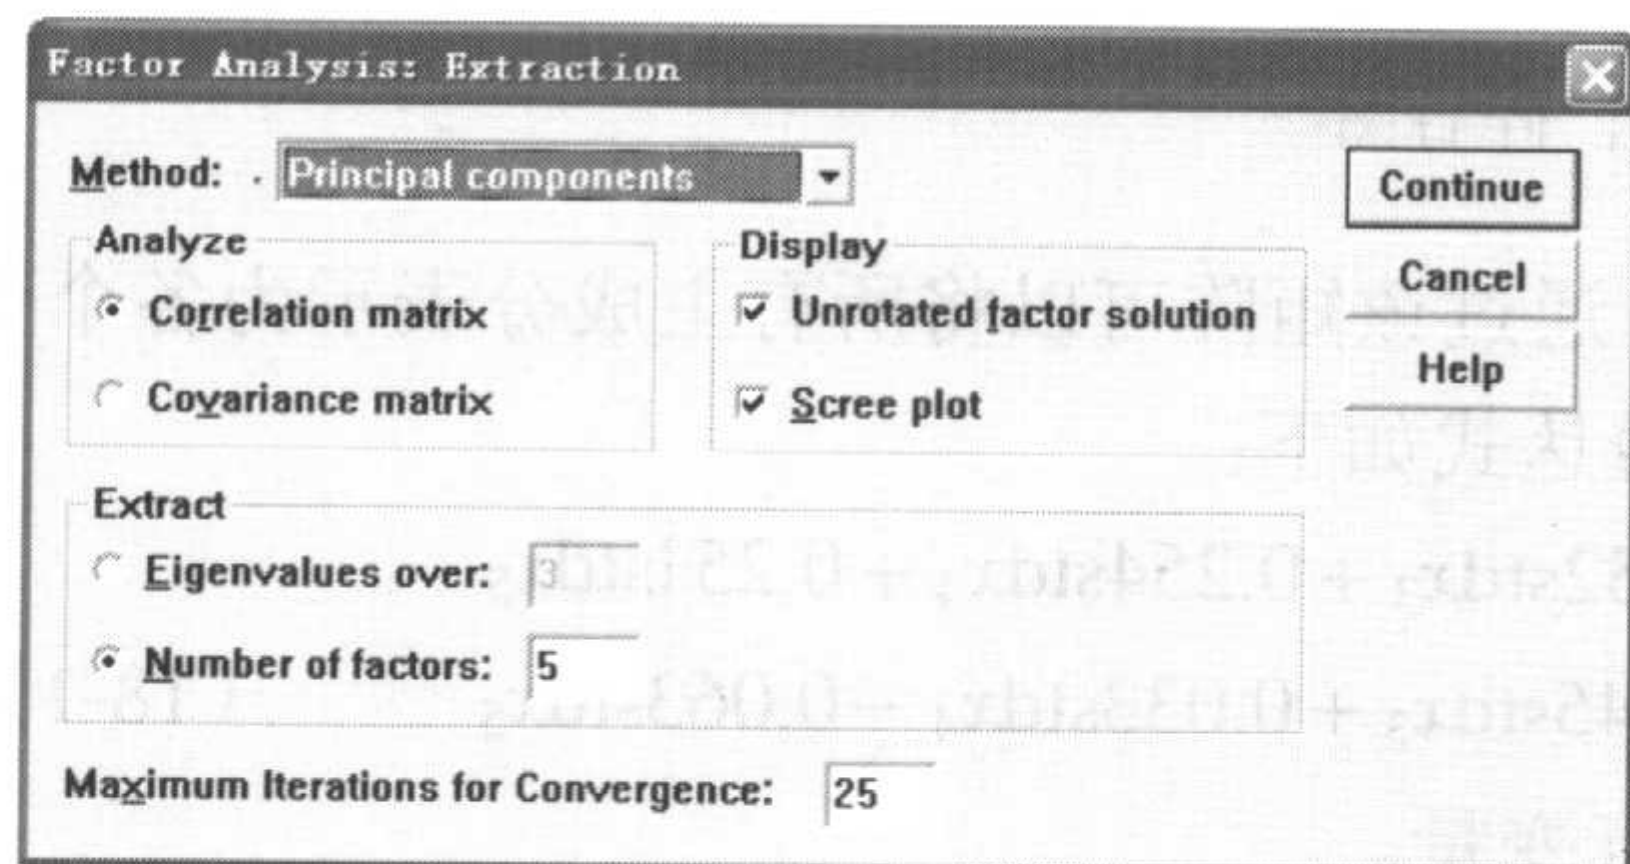 Factor Analysis: Extraction
Method: Principal components
Continue
Analyze
Display
Cancel
Correlation matrix
Unrotated factor solution
Help
Covariance matrix
Scree plot
Extract
Eigenvalues over: 3
Number of factors: 5
Maximum Iterations for Convergence: 25